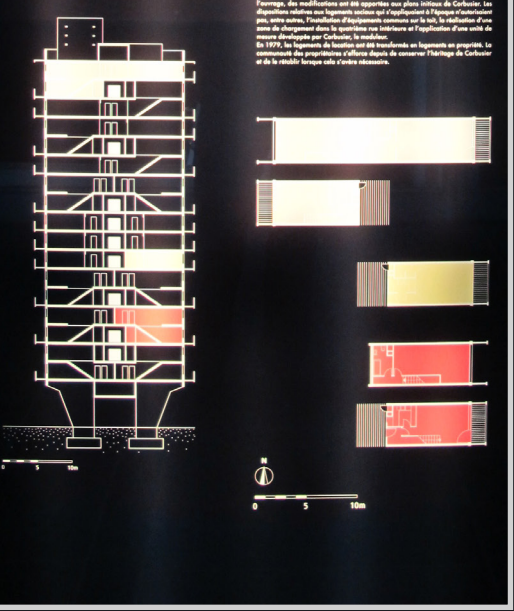 l'ouvrage, des modifications ont été apportées aux plans initiaux de Corbusier. Les
dispositions relatives aux logements sociaux qui s'appliquaient à l'époque n'autorisaient
pas, entre autres, l'installation d'équipements communs sur le toit, la réalisation d'une
zone de chargement dans la quatrième rue intérieure et l'application d'une unité de
mesure développée par Corbusier, le modulor.
En 1979, les logements de location ont été transformés en logements en propriété. La
communauté des propriétaires s'efforce depuis de conserver l'héritage de Corbusier
et de le rétablir lorsque cela s'avère nécessaire.
N
0 5 10m
0 5 10m